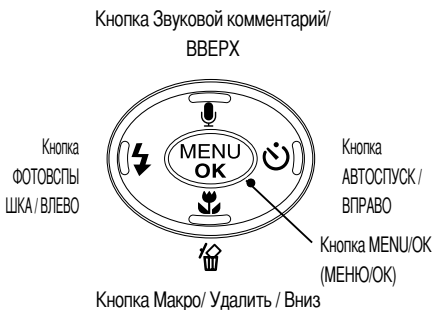 Кнопка Звуковой комментарий/
ВВЕРХ
Кнопка
ФОТОВСПЫ
ШКА / ВЛЕВО
MENU
OK
Кнопка
АВТОСПУСК /
ВПРАВО
Кнопка MENU/OK
(МЕНЮ/ОК)
Кнопка Макро/ Удалить / Вниз